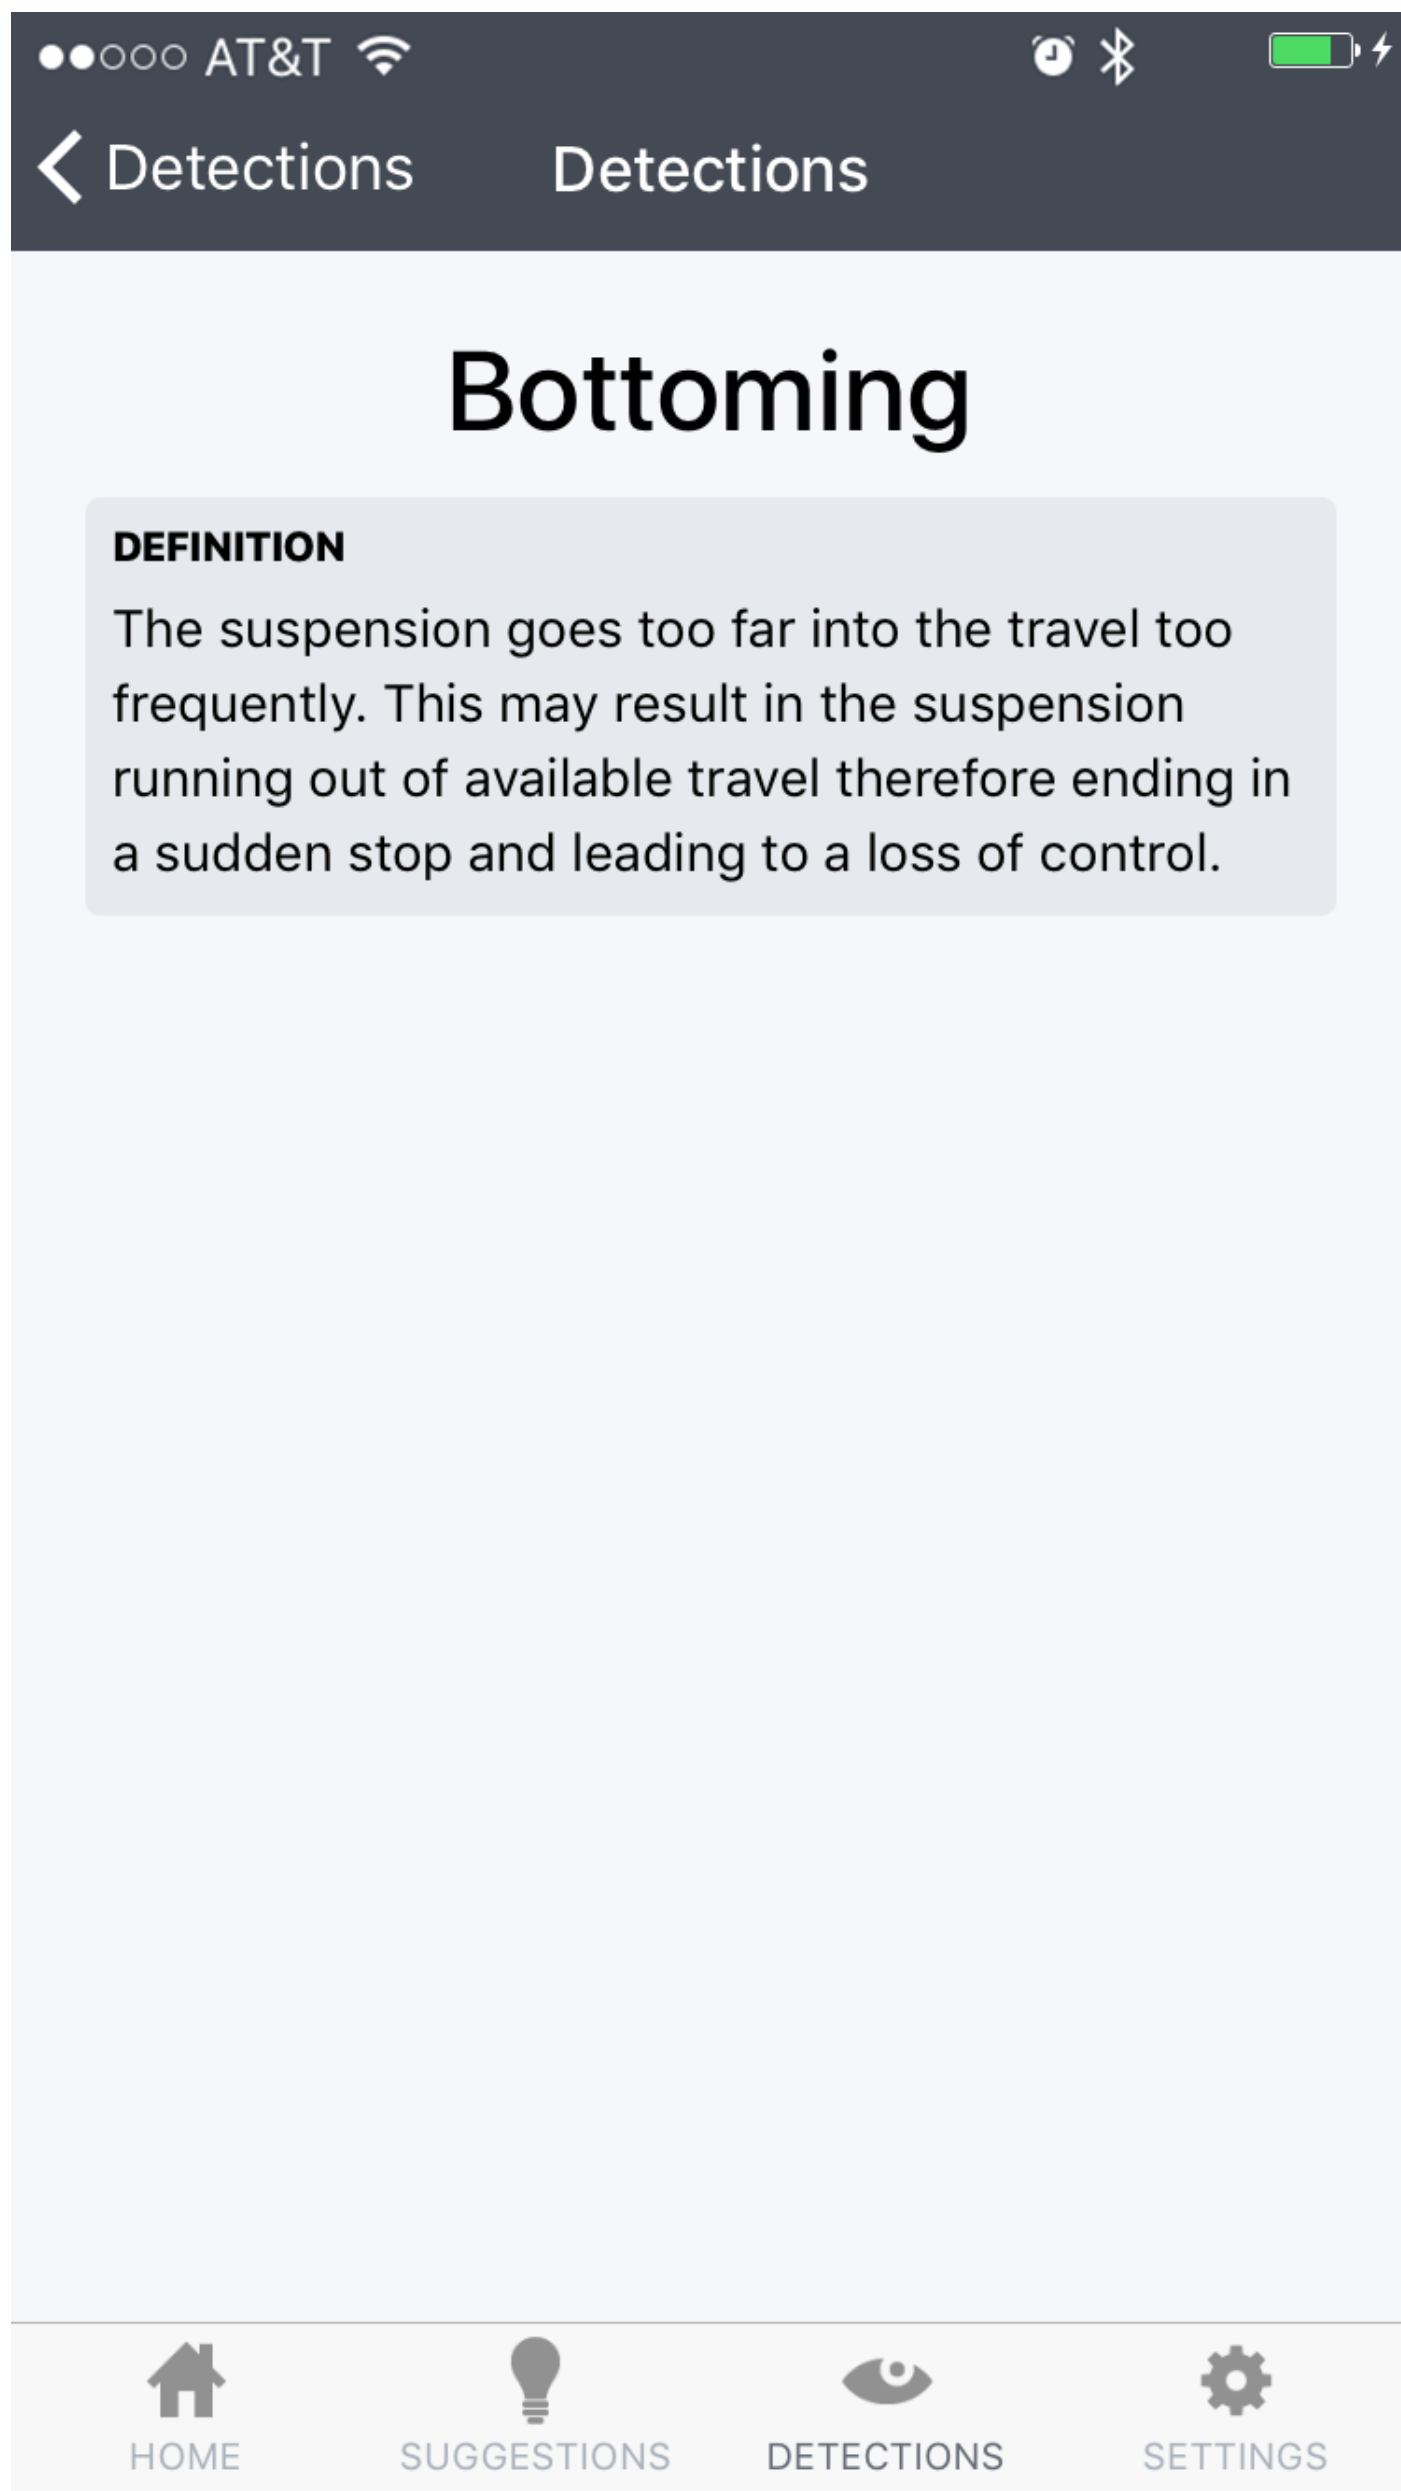 AT&T
Detections Detections
Bottoming
DEFINITION
The suspension goes too far into the travel too
frequently. This may result in the suspension
running out of available travel therefore ending in
a sudden stop and leading to a loss of control.
HOME SUGGESTIONS DETECTIONS SETTINGS